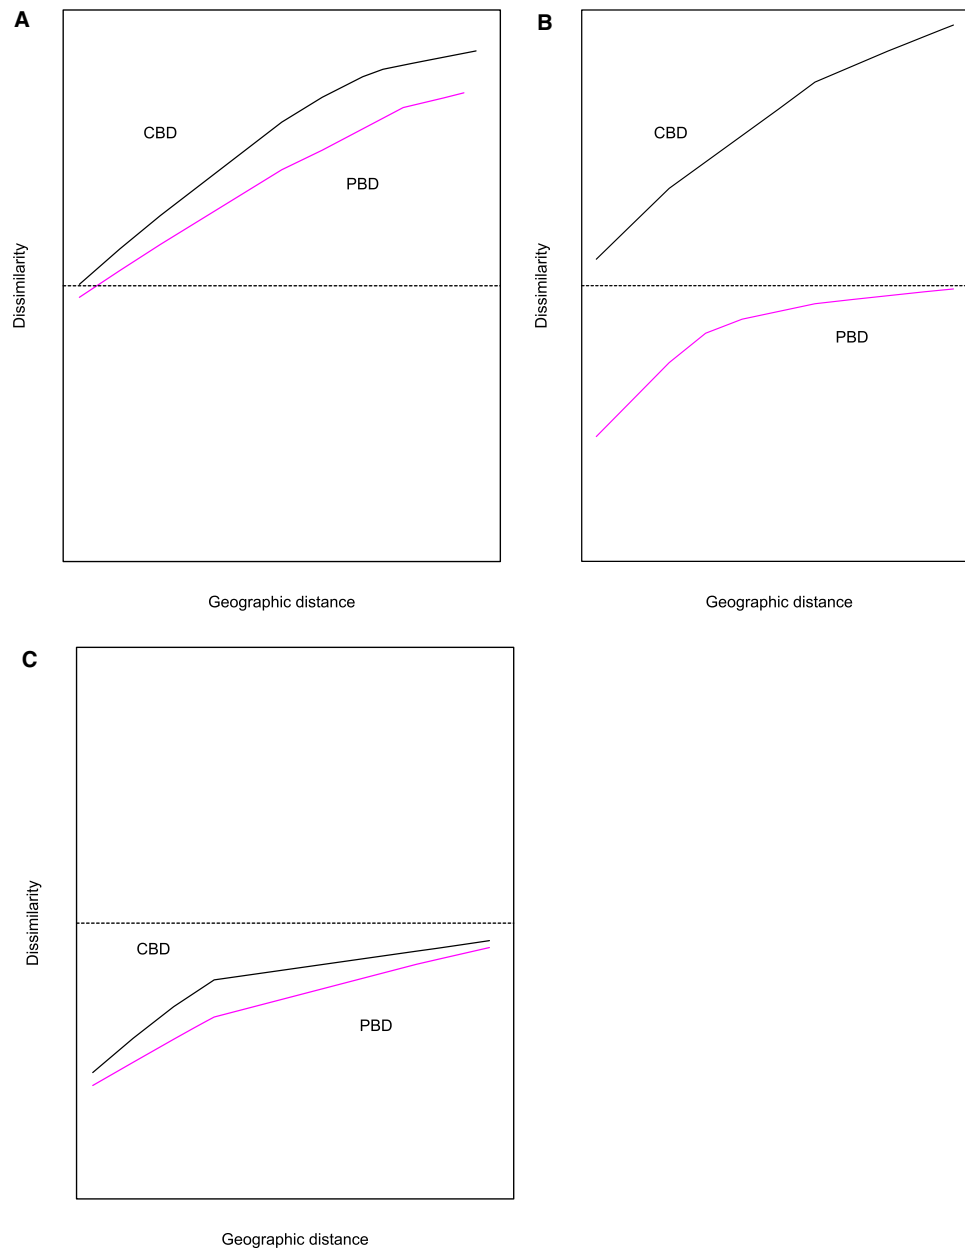 A
CBD
PBD
Dissimilarity
Geographic distance
B
CBD
PBD
Dissimilarity
Geographic distance
C
CBD
PBD
Dissimilarity
Geographic distance